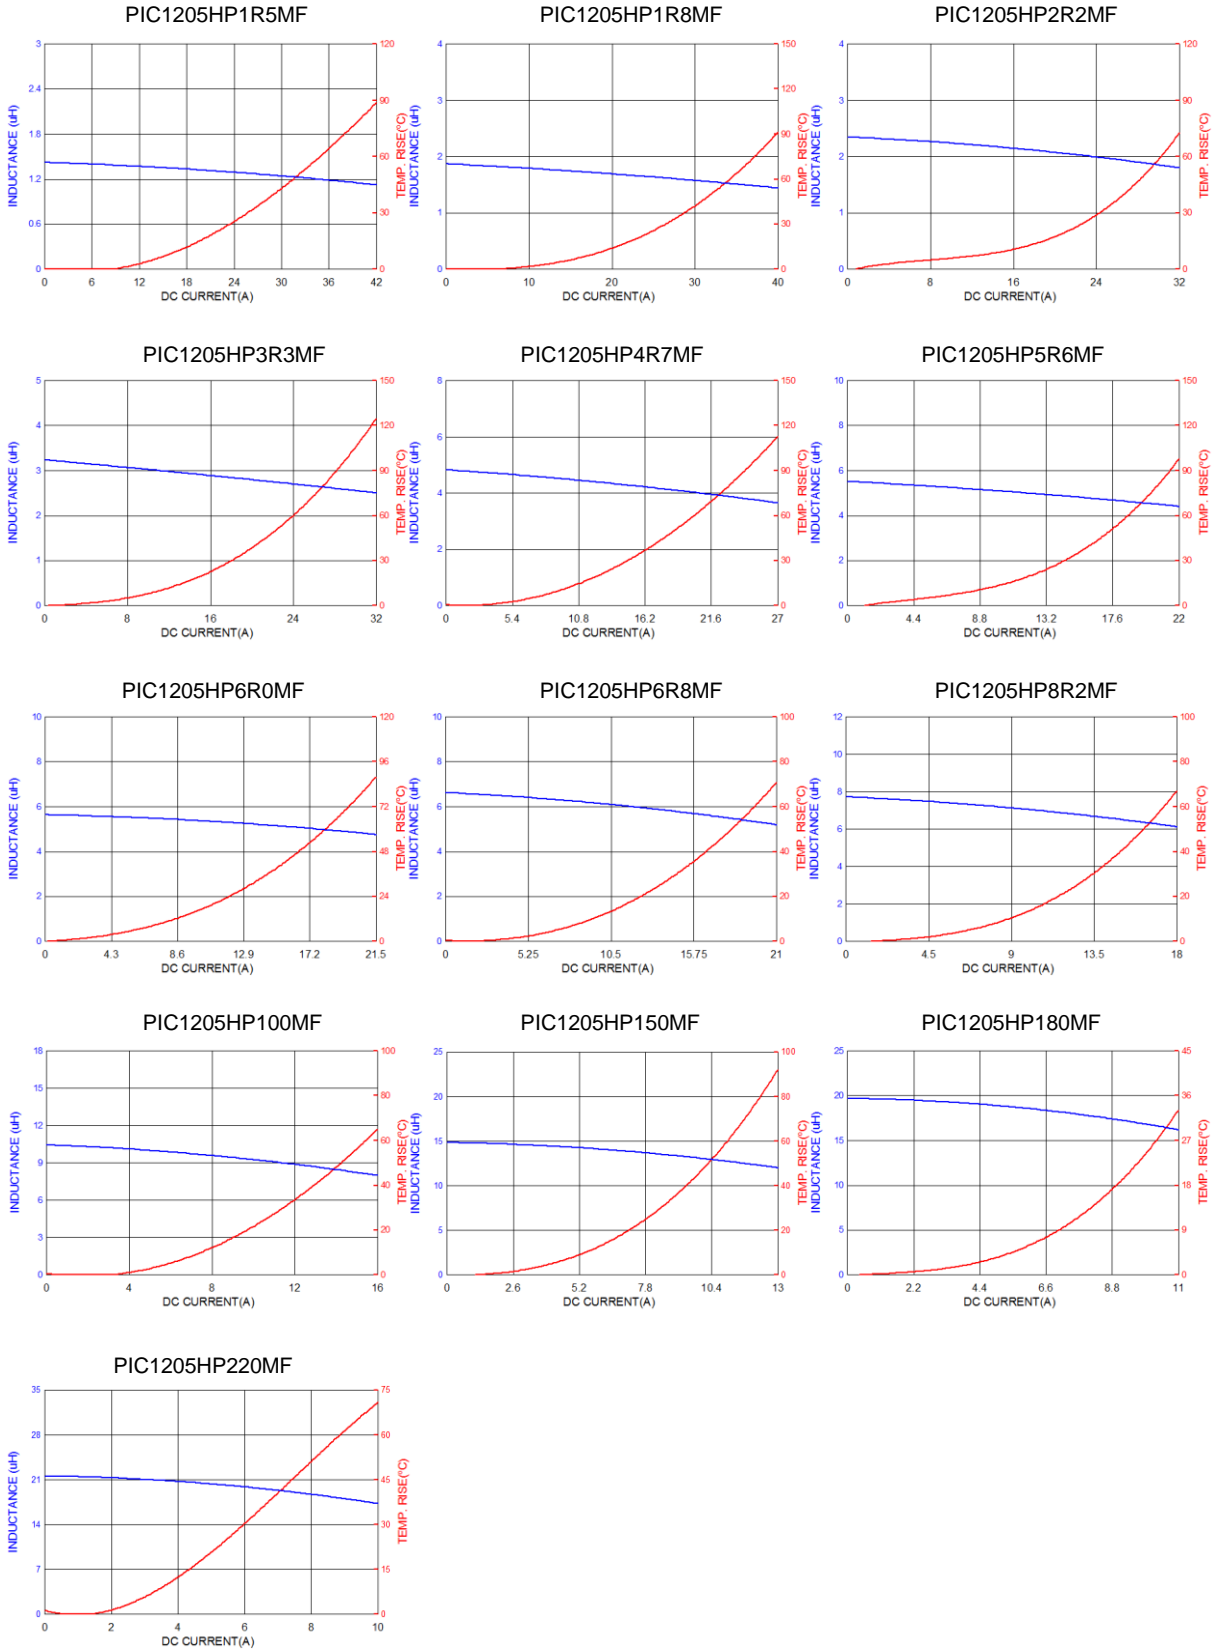 PIC1205HP1R5MF
3
2.4
1.8
1.2
0.6
0
INDUCTANCE (uH)
120
90
60
30
0
TEMP. RISE(ºC)
0 6 12 18 24 30 36 42
DC CURRENT(A)
PIC1205HP1R8MF
4
3
2
1
0
INDUCTANCE (uH)
150
120
90
60
30
0
TEMP. RISE(ºC)
0 10 20 30 40
DC CURRENT(A)
PIC1205HP2R2MF
4
3
2
1
0
INDUCTANCE (uH)
120
90
60
30
0
TEMP. RISE(ºC)
0 8 16 24 32
DC CURRENT(A)
PIC1205HP3R3MF
5
4
3
2
1
0
INDUCTANCE (uH)
150
120
90
60
30
0
TEMP. RISE(ºC)
0 8 16 24 32
DC CURRENT(A)
PIC1205HP4R7MF
8
6
4
2
0
INDUCTANCE (uH)
150
120
90
60
30
0
TEMP. RISE(ºC)
0 5.4 10.8 16.2 21.6 27
DC CURRENT(A)
PIC1205HP5R6MF
10
8
6
4
2
0
INDUCTANCE (uH)
150
120
90
60
30
0
TEMP. RISE(ºC)
0 4.4 8.8 13.2 17.6 22
DC CURRENT(A)
PIC1205HP6R0MF
10
8
6
4
2
0
INDUCTANCE (uH)
120
96
72
48
24
0
TEMP. RISE(ºC)
0 4.3 8.6 12.9 17.2 21.5
DC CURRENT(A)
PIC1205HP6R8MF
10
8
6
4
2
0
INDUCTANCE (uH)
100
80
60
40
20
0
TEMP. RISE(ºC)
0 5.25 10.5 15.75 21
DC CURRENT(A)
PIC1205HP8R2MF
12
10
8
6
4
2
0
INDUCTANCE (uH)
100
80
60
40
20
0
TEMP. RISE(ºC)
0 4.5 9 13.5 18
DC CURRENT(A)
PIC1205HP100MF
18
15
12
9
6
3
0
INDUCTANCE (uH)
100
80
60
40
20
0
TEMP. RISE(ºC)
0 4 8 12 16
DC CURRENT(A)
PIC1205HP150MF
25
20
15
10
5
0
INDUCTANCE (uH)
100
80
60
40
20
0
TEMP. RISE(ºC)
0 2.6 5.2 7.8 10.4 13
DC CURRENT(A)
PIC1205HP180MF
25
20
15
10
5
0
INDUCTANCE (uH)
45
36
27
18
9
0
TEMP. RISE(ºC)
0 2.2 4.4 6.6 8.8 11
DC CURRENT(A)
PIC1205HP220MF
35
28
21
14
7
0
INDUCTANCE (uH)
75
60
45
30
15
0
TEMP. RISE(ºC)
0 2 4 6 8 10
DC CURRENT(A)